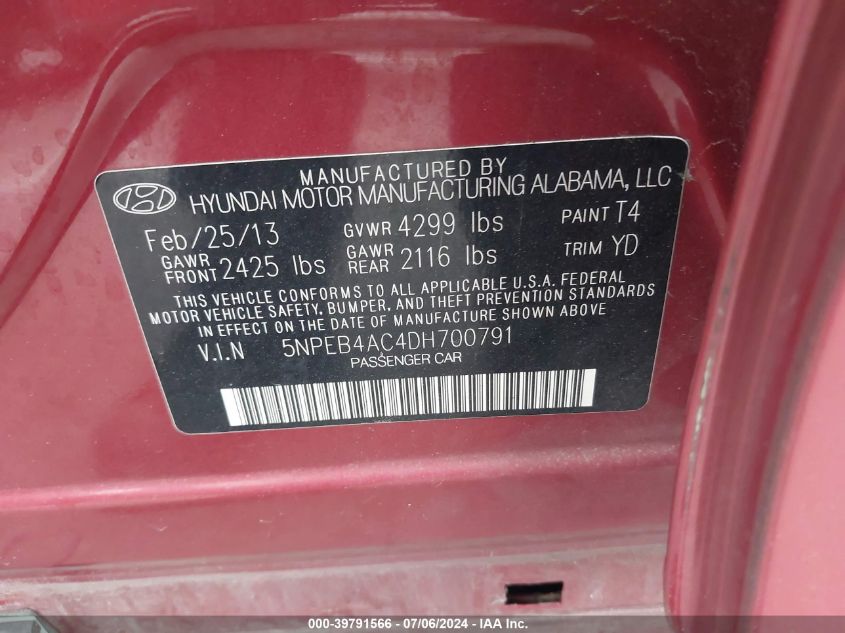 MANUFACTURED BY
HYUNDAI MOTOR MANUFACTURING ALABAMA, LLC
Feb/25/13 GVWR 4299 lbs PAINT T4
GAWR FRONT 2425 lbs GAWR REAR 2116 lbs TRIM YD
THIS VEHICLE CONFORMS TO ALL APPLICABLE U.S.A. FEDERAL
MOTOR VEHICLE SAFETY, BUMPER, AND THEFT PREVENTION STANDARDS
IN EFFECT ON THE DATE OF MANUFACTURE SHOWN ABOVE
V.I.N 5NPEB4AC4DH700791
PASSENGER CAR
000-39791566 - 07/06/2024 - IAA Inc.